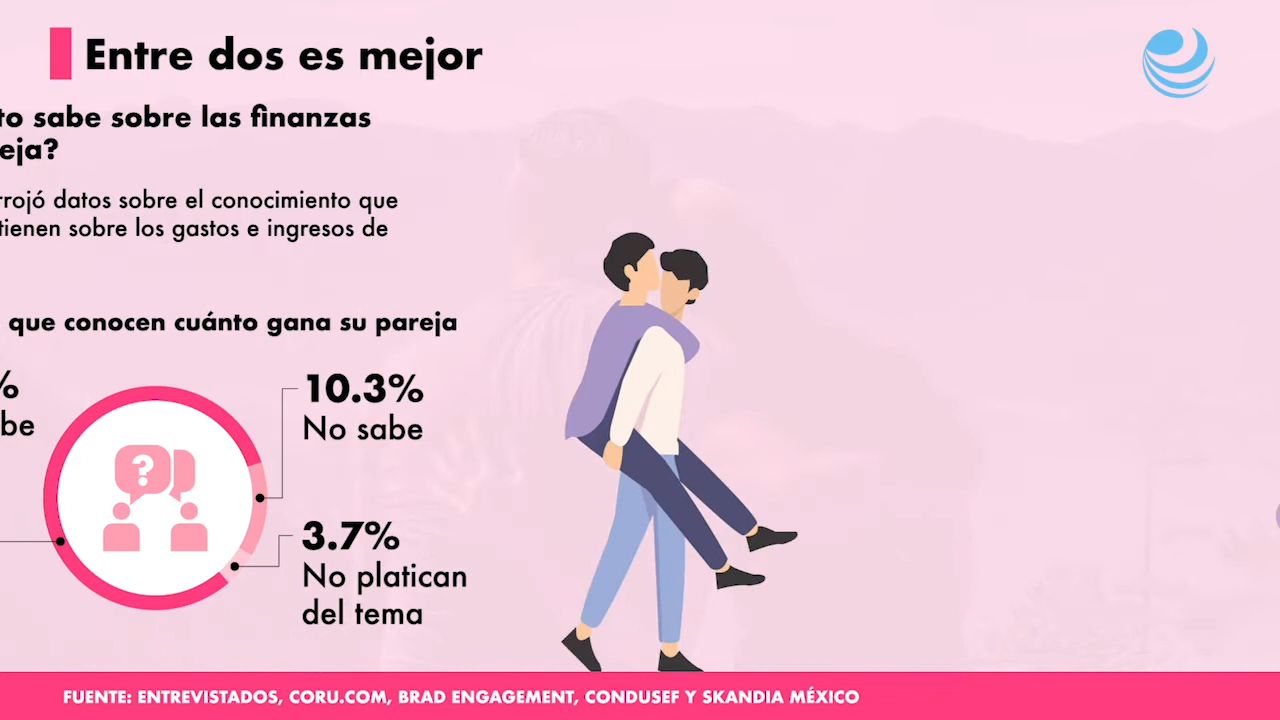 Entre dos es mejor
to sabe sobre las finanzas
eja?
rrojó datos sobre el conocimiento que
tienen sobre los gastos e ingresos de
que conocen cuánto gana su pareja
%
be
10.3%
No sabe
?
3.7%
No platican
del tema
FUENTE: ENTREVISTADOS, CORU.COM, BRAD ENGAGEMENT, CONDUSEF Y SKANDIA MÉXICO